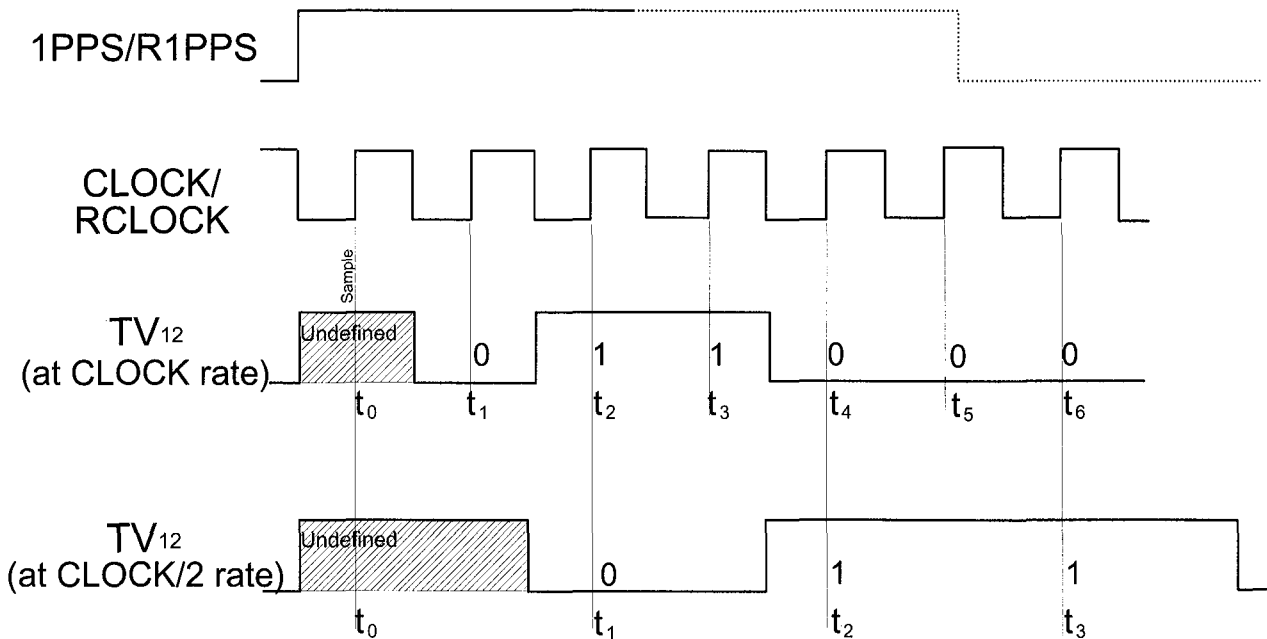 1PPS/R1PPS
CLOCK/
RCLOCK
Sample
TV12
(at CLOCK rate)
Undefined
0 1 1 0 0 0
t0 t1 t2 t3 t4 t5 t6
TV12
(at CLOCK/2 rate)
Undefined
0 1 1
t0 t1 t2 t3